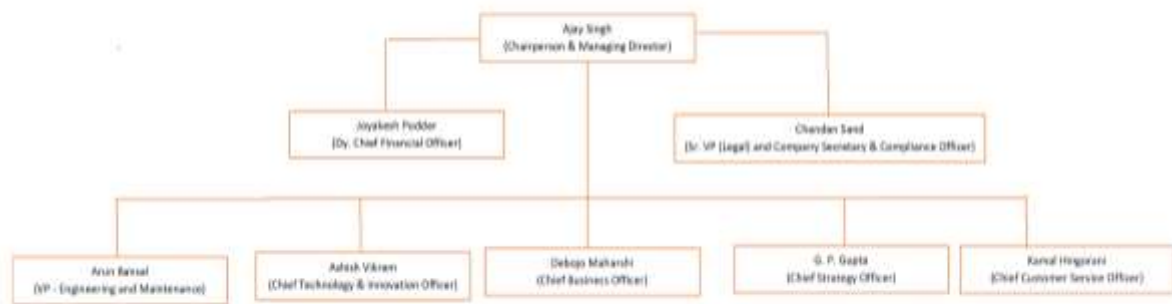 Ajay Singh
(Chairperson & Managing Director)
Joyakesh Podder
(Dy. Chief Financial Officer)
Chandan Sand
(Sr. VP (Legal) and Company Secretary & Compliance Officer)
Arun Bansal
(VP - Engineering and Maintenance)
Ashish Vikram
(Chief Technology & Innovation Officer)
Debojo Maharshi
(Chief Business Officer)
G. P. Gupta
(Chief Strategy Officer)
Kamal Hingorani
(Chief Customer Service Officer)